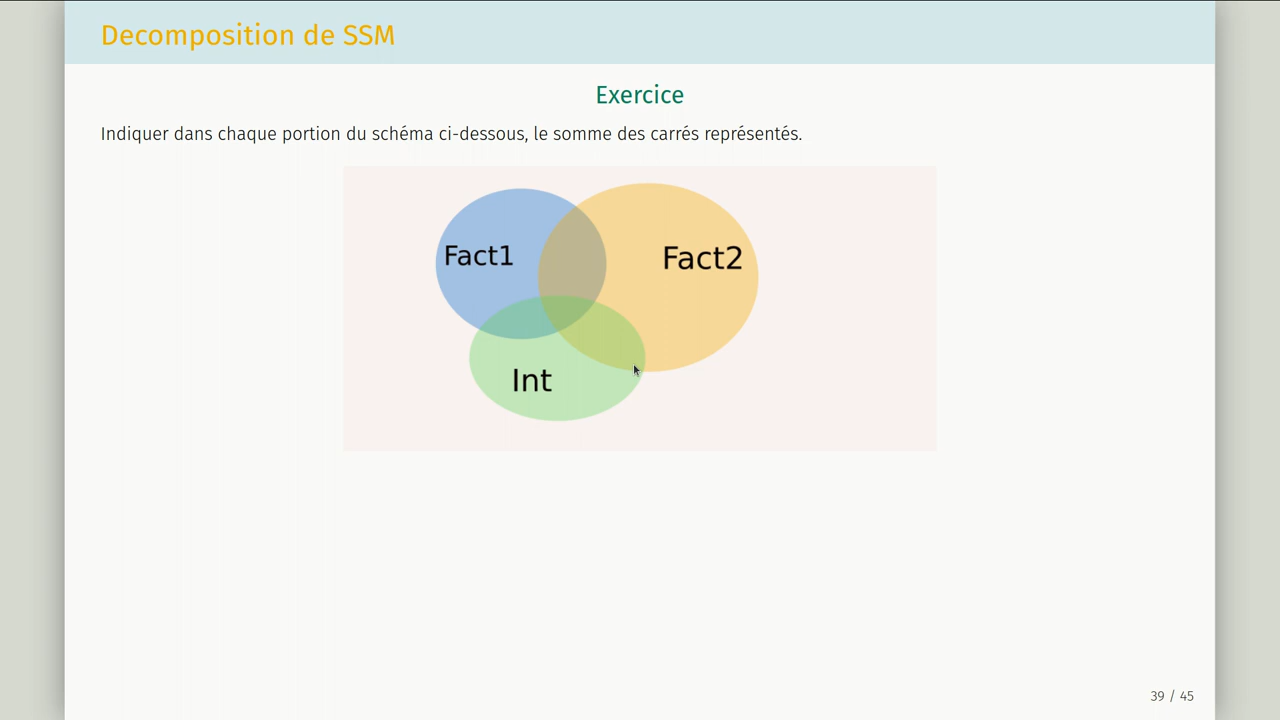 Decomposition de SSM
Exercice
Indiquer dans chaque portion du schéma ci-dessous, le somme des carrés représentés.
Fact1
Fact2
Int
39 / 45